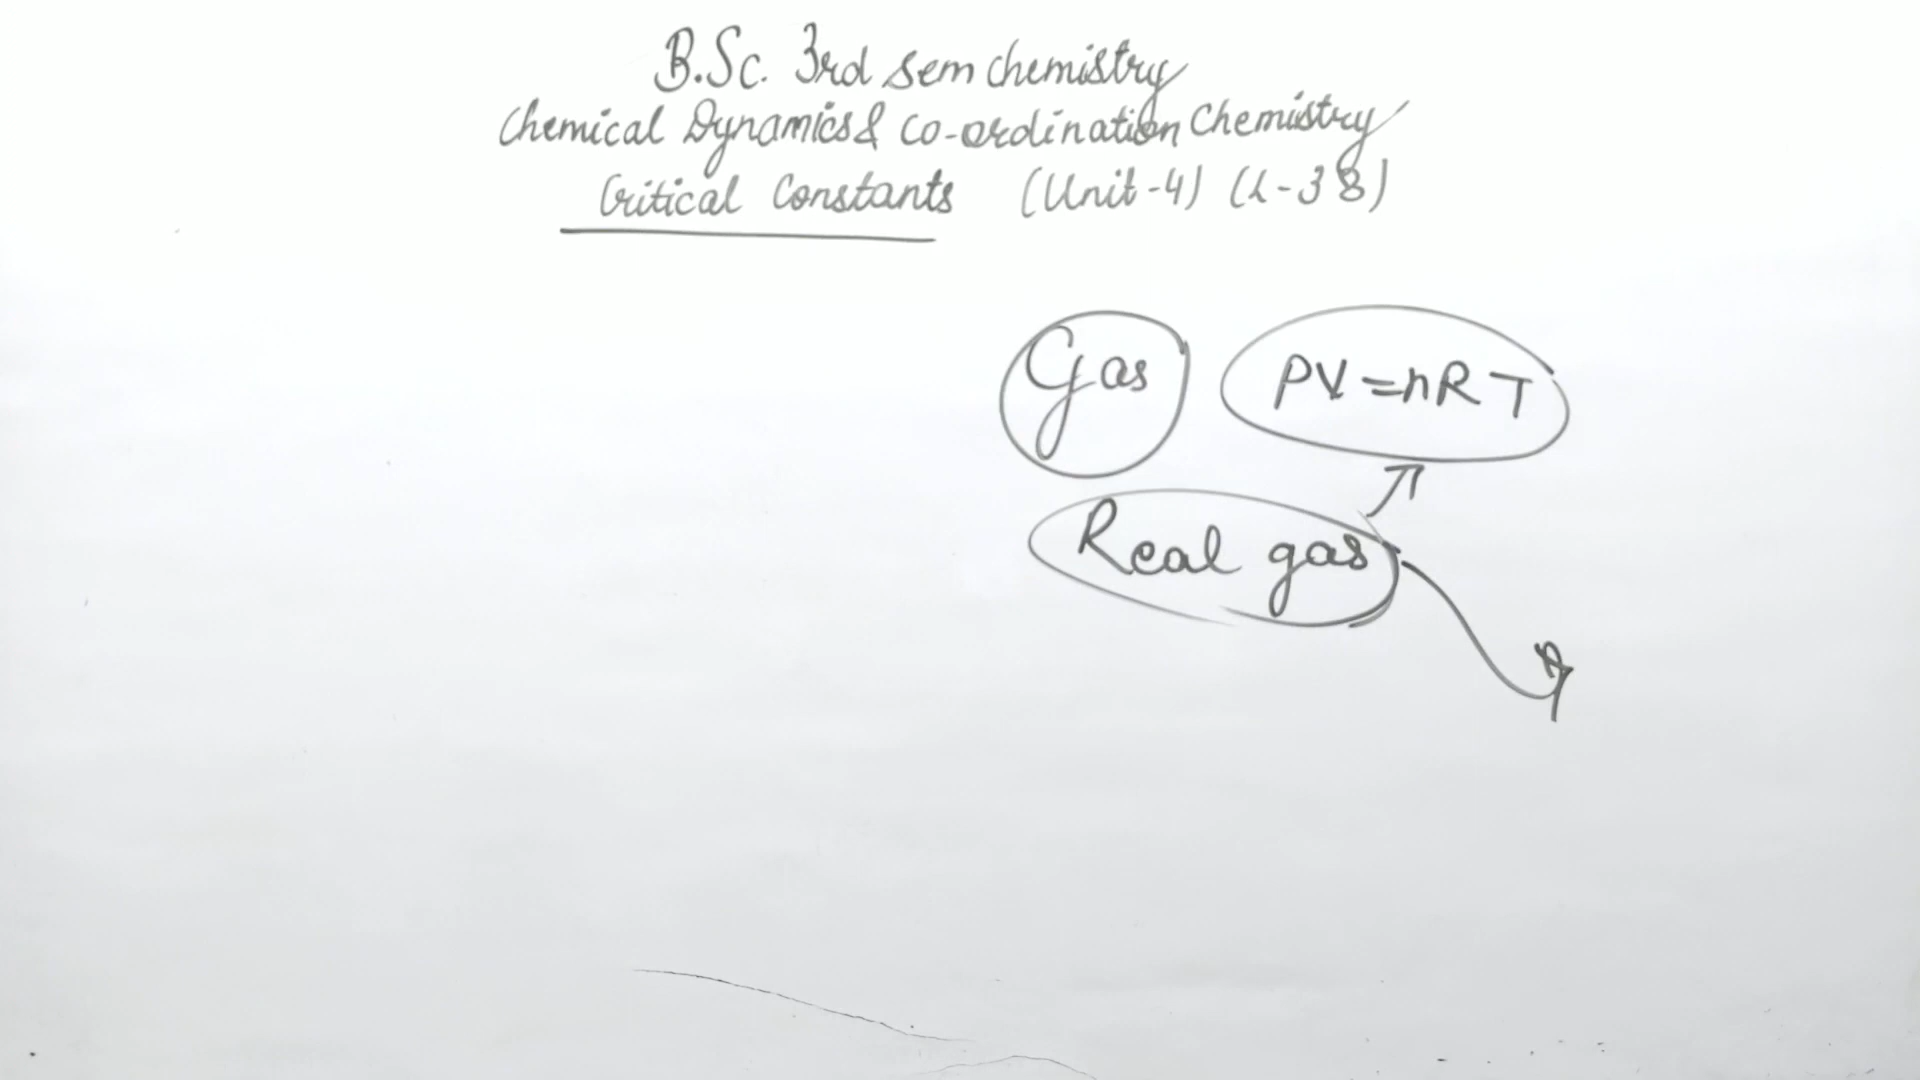 B.Sc. 3rd sem chemistry
Chemical Dynamics & Co-ordination Chemistry
Critical Constants (Unit-4) (L-38)
Gas PV=nRT
Real gas